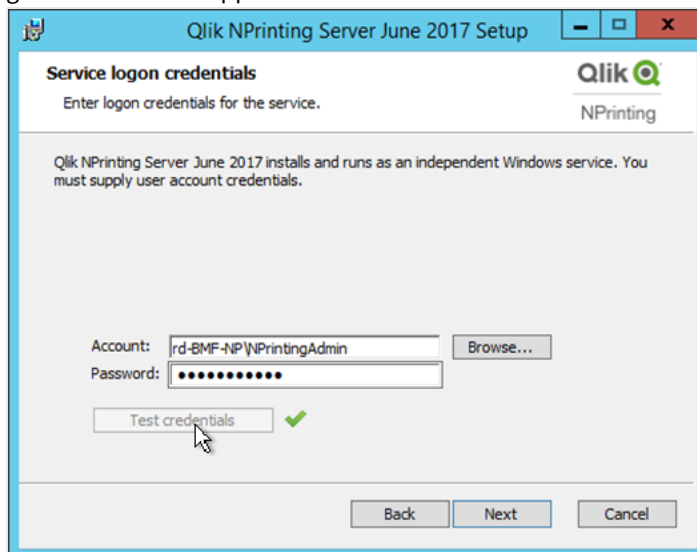 Qlik NPrinting Server June 2017 Setup
Service logon credentials
Enter logon credentials for the service.
Qlik
NPrinting
Qlik NPrinting Server June 2017 installs and runs as an independent Windows service. You
must supply user account credentials.
Account: rd-BMF-NP\NPrintingAdmin Browse...
Password: ●●●●●●●●●●●
Test credentials
Back Next Cancel